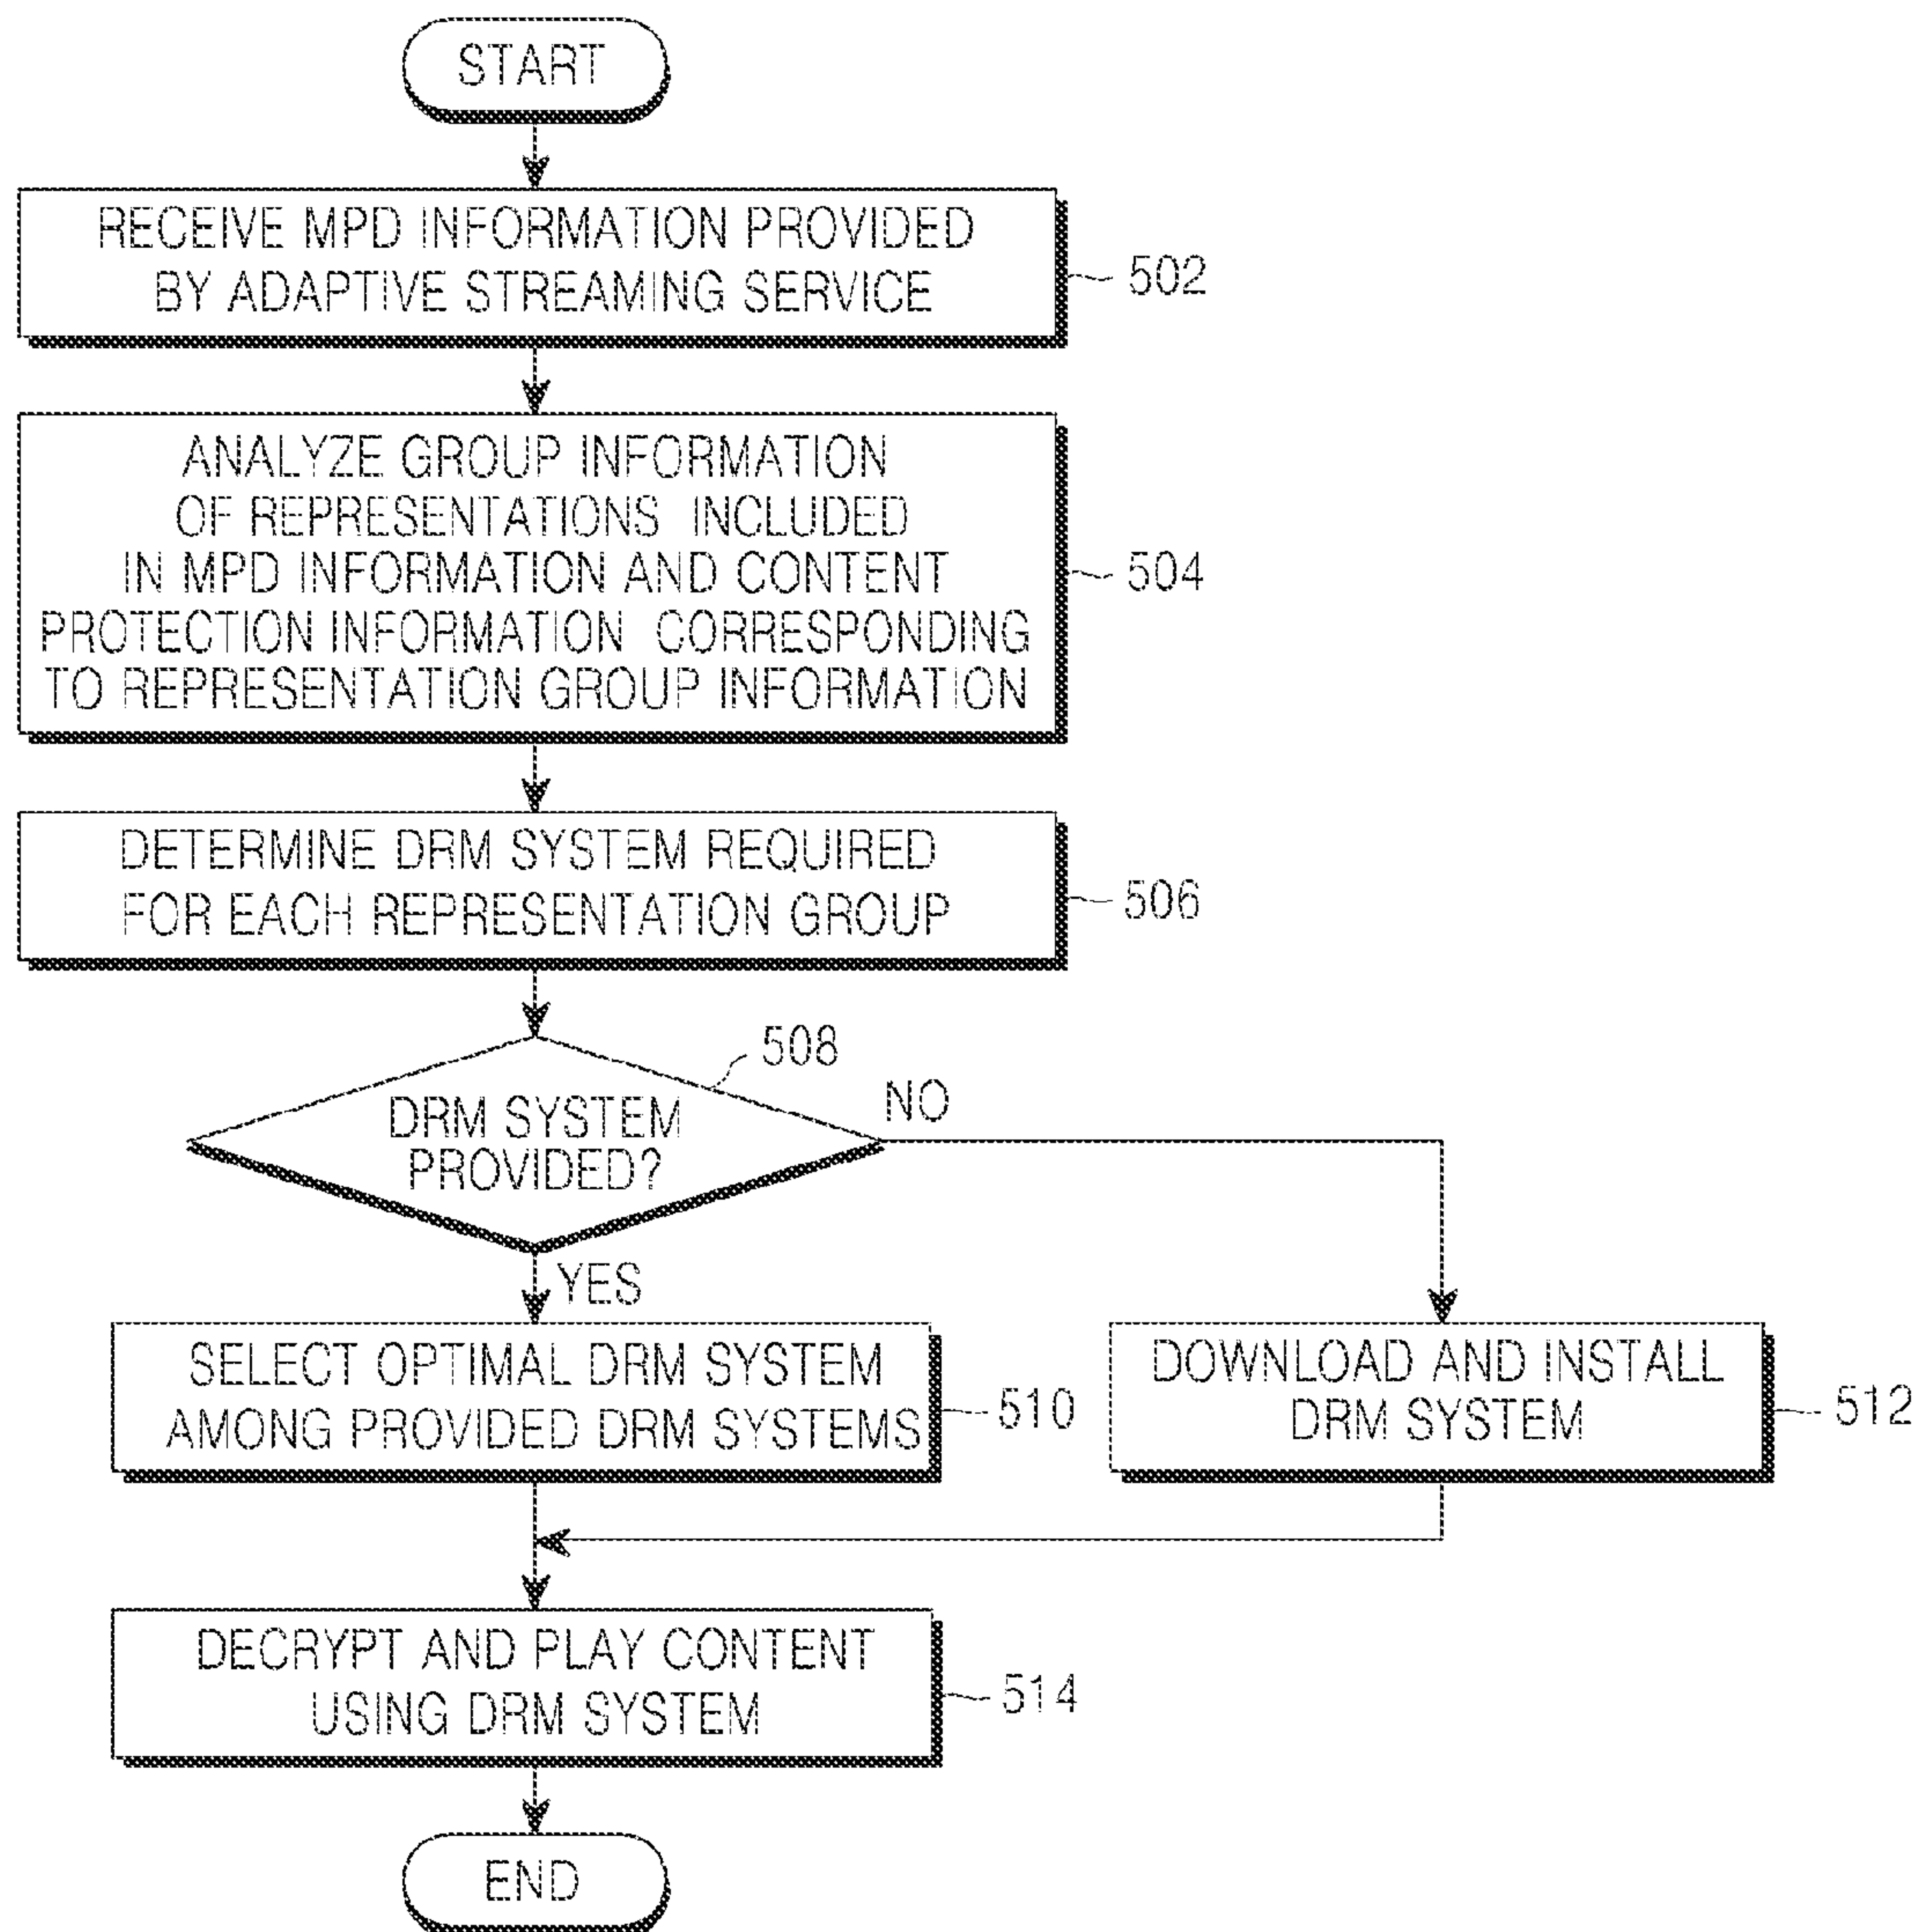 START
RECEIVE MPD INFORMATION PROVIDED
BY ADAPTIVE STREAMING SERVICE
502
ANALYZE GROUP INFORMATION
OF REPRESENTATIONS INCLUDED
IN MPD INFORMATION AND CONTENT
PROTECTION INFORMATION CORRESPONDING
TO REPRESENTATION GROUP INFORMATION
504
DETERMINE DRM SYSTEM REQUIRED
FOR EACH REPRESENTATION GROUP
506
508
DRM SYSTEM
PROVIDED?
NO
YES
SELECT OPTIMAL DRM SYSTEM
AMONG PROVIDED DRM SYSTEMS
510
DOWNLOAD AND INSTALL
DRM SYSTEM
512
DECRYPT AND PLAY CONTENT
USING DRM SYSTEM
514
END